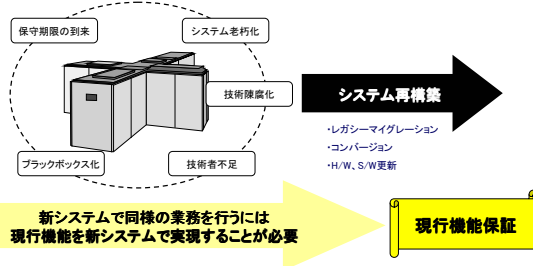 保守期限の到来
システム老朽化
技術陳腐化
ブラックボックス化
技術者不足
システム再構築
・レガシーマイグレーション
・コンバージョン
・H/W、S/W更新
新システムで同様の業務を行うには
現行機能を新システムで実現することが必要
現行機能保証